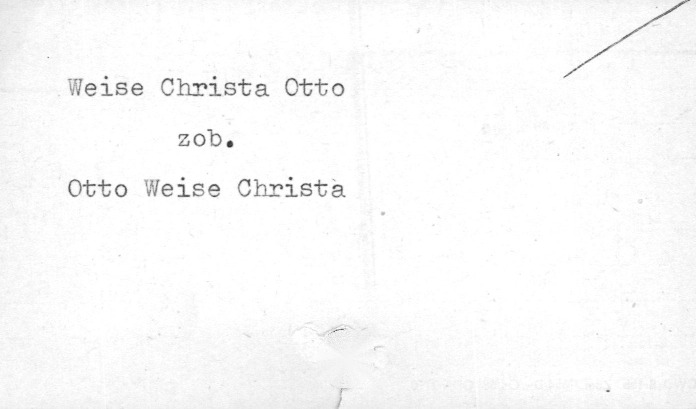 Weise Christa Otto
zob.
Otto Weise Christa